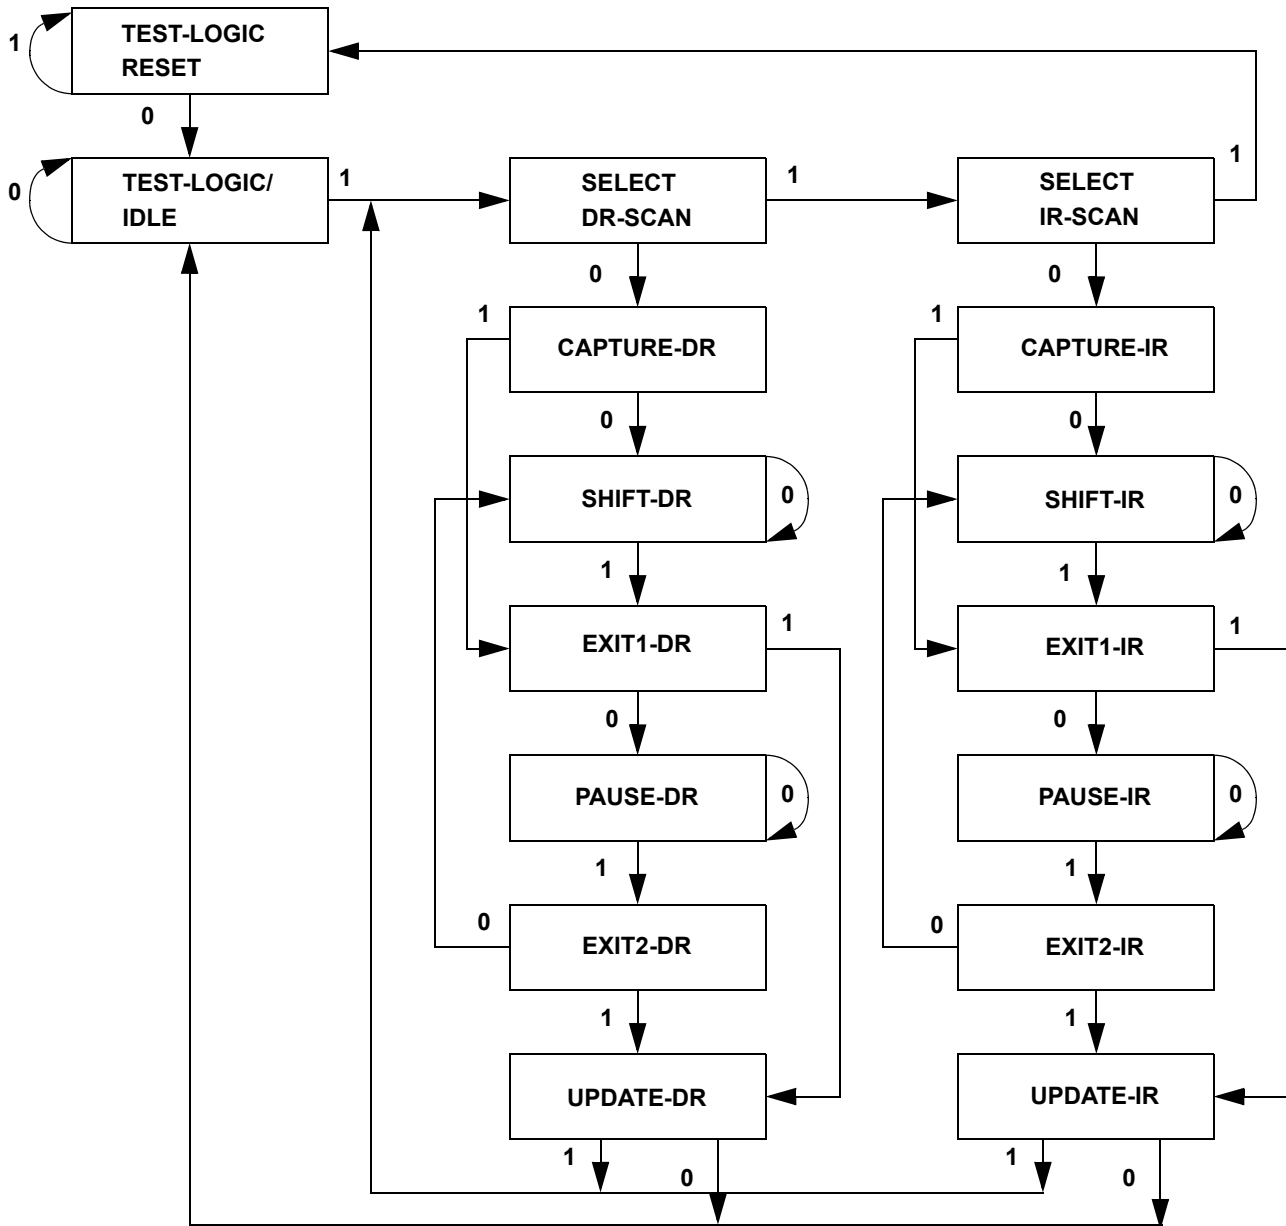 1
TEST-LOGIC
RESET
0
0
TEST-LOGIC/
IDLE
1
SELECT
DR-SCAN
1
SELECT
IR-SCAN
1
0
0
1
CAPTURE-DR
1
CAPTURE-IR
0
0
SHIFT-DR
0
SHIFT-IR
0
1
1
EXIT1-DR
1
EXIT1-IR
1
0
0
PAUSE-DR
0
PAUSE-IR
0
1
1
0
EXIT2-DR
0
EXIT2-IR
1
1
UPDATE-DR
UPDATE-IR
1
0
1
0